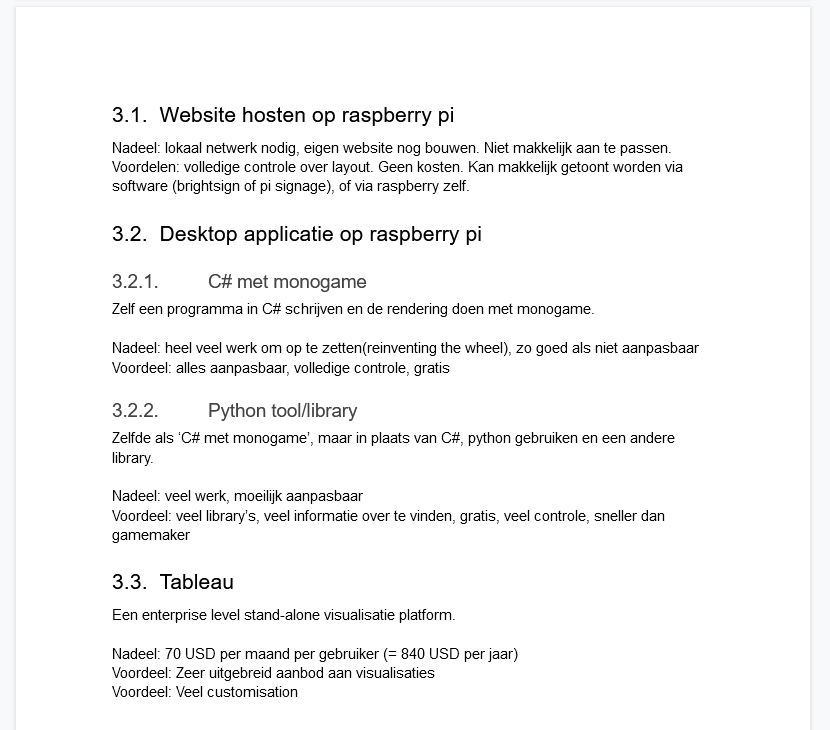 3.1. Website hosten op raspberry pi
Nadeel: lokaal netwerk nodig, eigen website nog bouwen. Niet makkelijk aan te passen.
Voordelen: volledige controle over layout. Geen kosten. Kan makkelijk getoont worden via
software (brightsign of pi signage), of via raspberry zelf.
3.2. Desktop applicatie op raspberry pi
3.2.1. C# met monogame
Zelf een programma in C# schrijven en de rendering doen met monogame.
Nadeel: heel veel werk om op te zetten(reinventing the wheel), zo goed als niet aanpasbaar
Voordeel: alles aanpasbaar, volledige controle, gratis
3.2.2. Python tool/library
Zelfde als ‘C# met monogame’, maar in plaats van C#, python gebruiken en een andere
library.
Nadeel: veel werk, moeilijk aanpasbaar
Voordeel: veel library’s, veel informatie over te vinden, gratis, veel controle, sneller dan
gamemaker
3.3. Tableau
Een enterprise level stand-alone visualisatie platform.
Nadeel: 70 USD per maand per gebruiker (= 840 USD per jaar)
Voordeel: Zeer uitgebreid aanbod aan visualisaties
Voordeel: Veel customisation